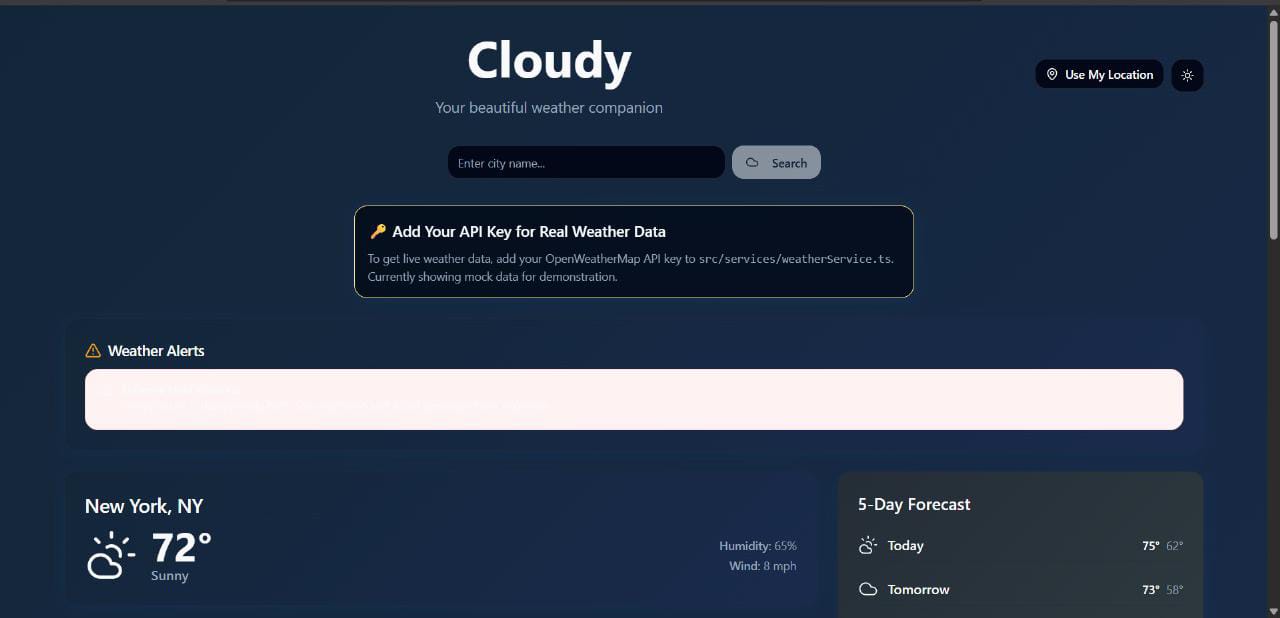 Cloudy
Your beautiful weather companion
Use My Location
Enter city name...
Search
Add Your API Key for Real Weather Data
To get live weather data, add your OpenWeatherMap API key to src/services/weatherService.ts.
Currently showing mock data for demonstration.
Weather Alerts
New York, NY
72°
Sunny
Humidity: 65%
Wind: 8 mph
5-Day Forecast
Today 75° 62°
Tomorrow 73° 58°